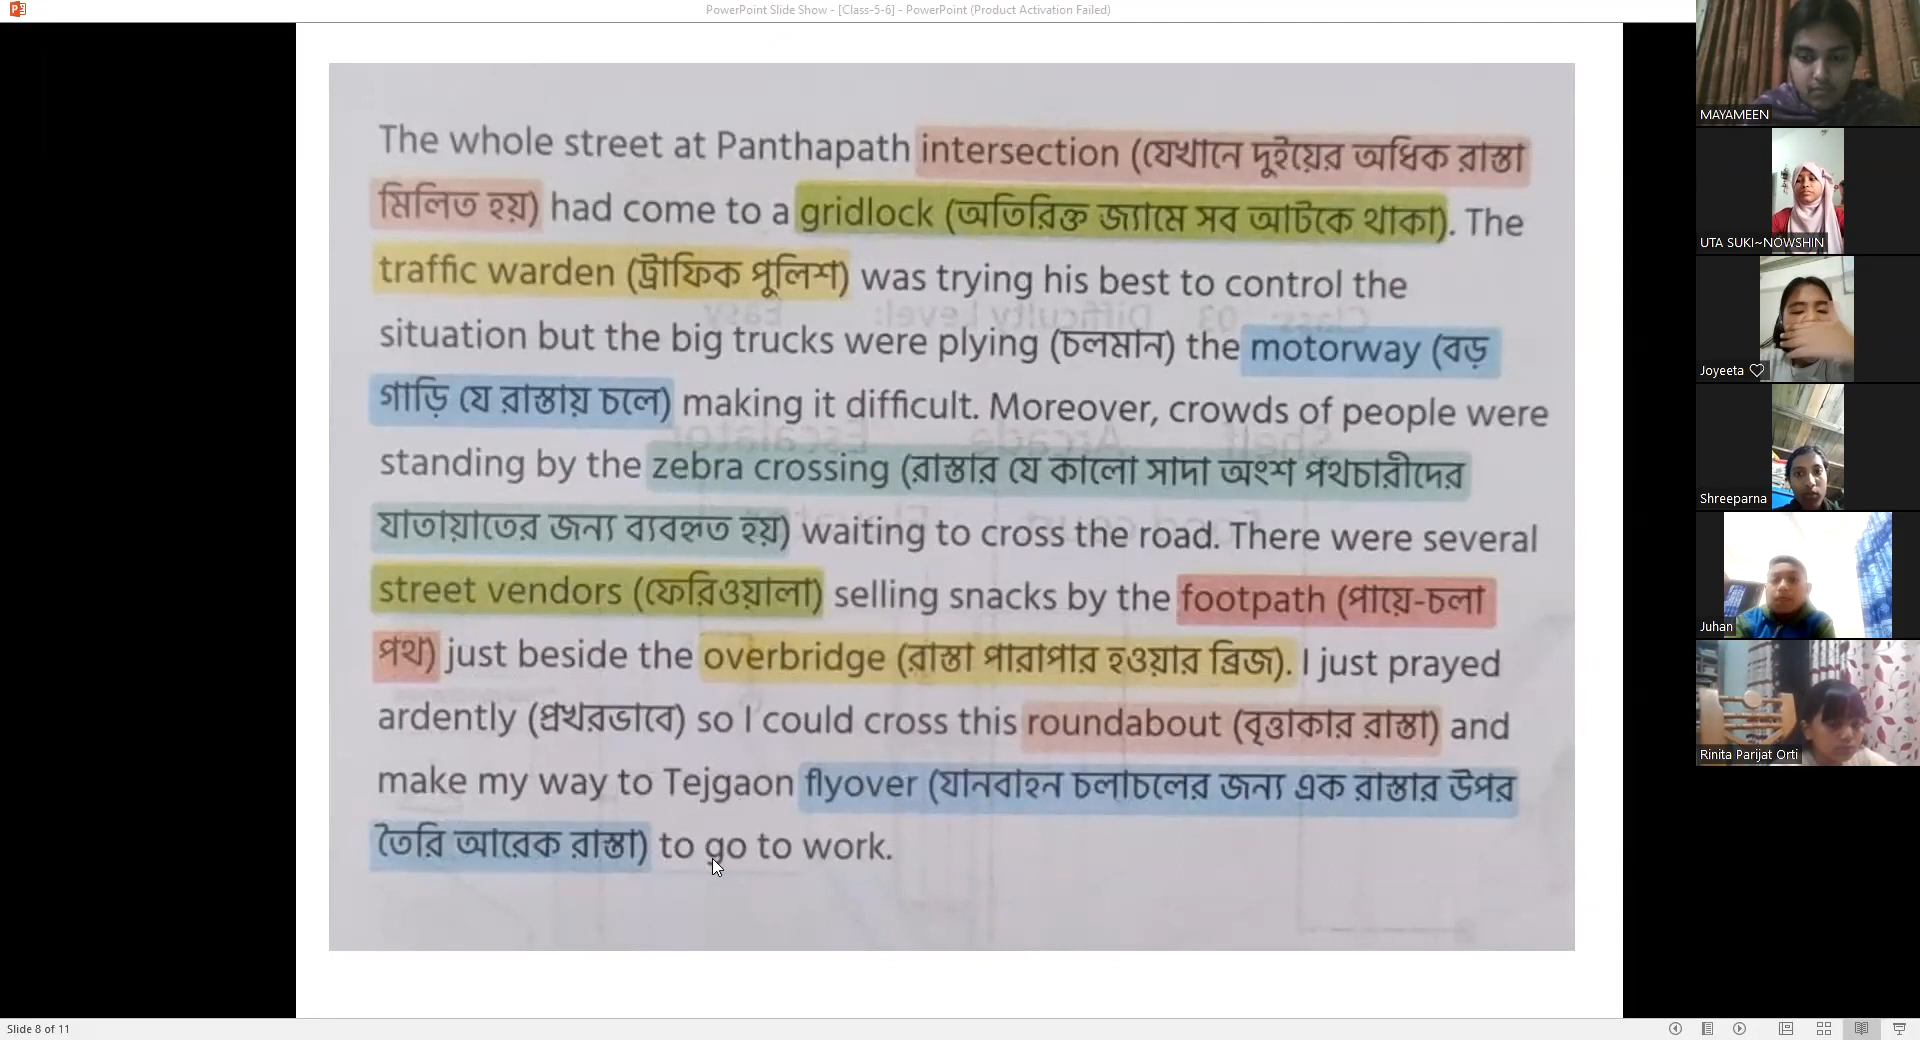 PowerPoint Slide Show - [Class-5-6] - PowerPoint (Product Activation Failed)
The whole street at Panthapath intersection (যেখানে দুইয়ের অধিক রাস্তা
মিলিত হয়) had come to a gridlock (অতিরিক্ত জ্যামে সব আটকে থাকা). The
traffic warden (ট্রাফিক পুলিশ) was trying his best to control the
situation but the big trucks were plying (চলমান) the motorway (বড়
গাড়ি যে রাস্তায় চলে) making it difficult. Moreover, crowds of people were
standing by the zebra crossing (রাস্তার যে কালো সাদা অংশ পথচারীদের
যাতায়াতের জন্য ব্যবহৃত হয়) waiting to cross the road. There were several
street vendors (ফেরিওয়ালা) selling snacks by the footpath (পায়ে-চলা
পথ) just beside the overbridge (রাস্তা পারাপার হওয়ার ব্রিজ). I just prayed
ardently (প্রখরভাবে) so I could cross this roundabout (বৃত্তাকার রাস্তা) and
make my way to Tejgaon flyover (যানবাহন চলাচলের জন্য এক রাস্তার উপর
তৈরি আরেক রাস্তা) to go to work.
MAYAMEEN
UTA SUKI~NOWSHIN
Joyeeta ♡
Shreeparna
Juhan
Rinita Parijat Orti
Slide 8 of 11